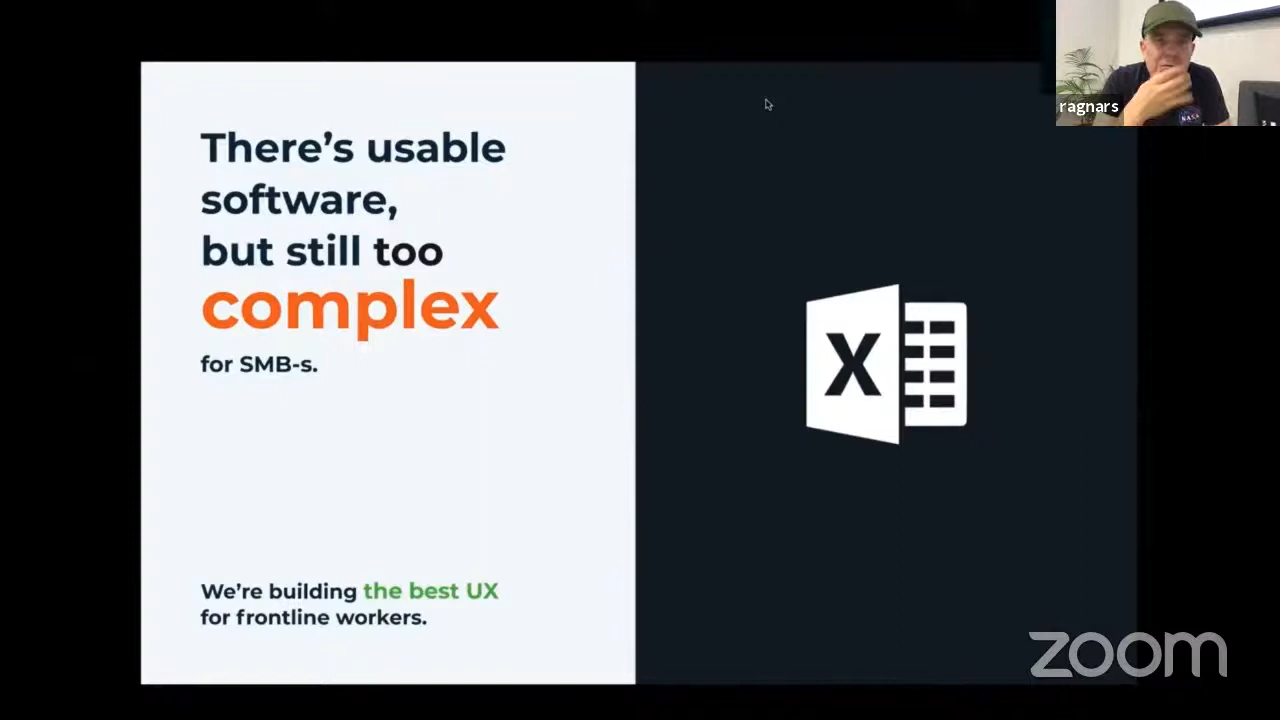 There's usable
software,
but still too
complex
for SMB-s.
We're building the best UX
for frontline workers.
X
ragnars
NASA
zoom